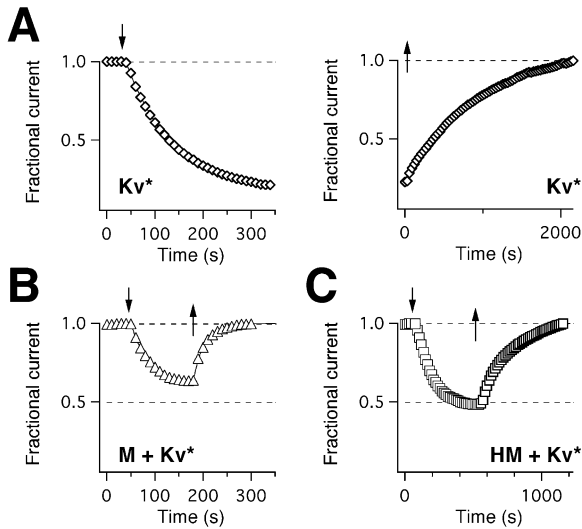 A
Fractional current
1.0
0.5
Kv*
0 100 200 300
Time (s)
Fractional current
1.0
0.5
Kv*
0 1000 2000
Time (s)
B
Fractional current
1.0
0.5
M + Kv*
0 100 200 300
Time (s)
C
Fractional current
1.0
0.5
HM + Kv*
0 1000
Time (s)